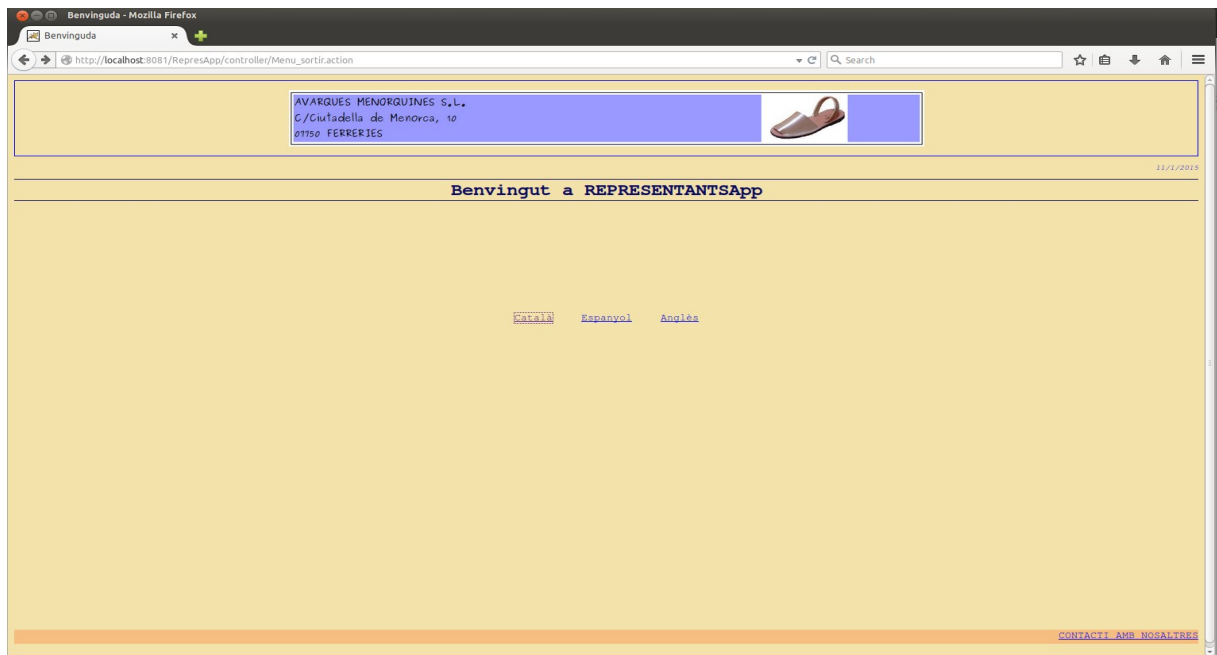 Benvinguda - Mozilla Firefox
Benvinguda
http://localhost:8081/RepresApp/controller/Menu_sortir.action
Search
AVARQUES MENORQUINES S.L.
C/Ciutadella de Menorca, 10
07750 FERRERIES
11/1/2015
Benvingut a REPRESENTANTSApp
Català Espanyol Anglès
CONTACTI AMB NOSALTRES